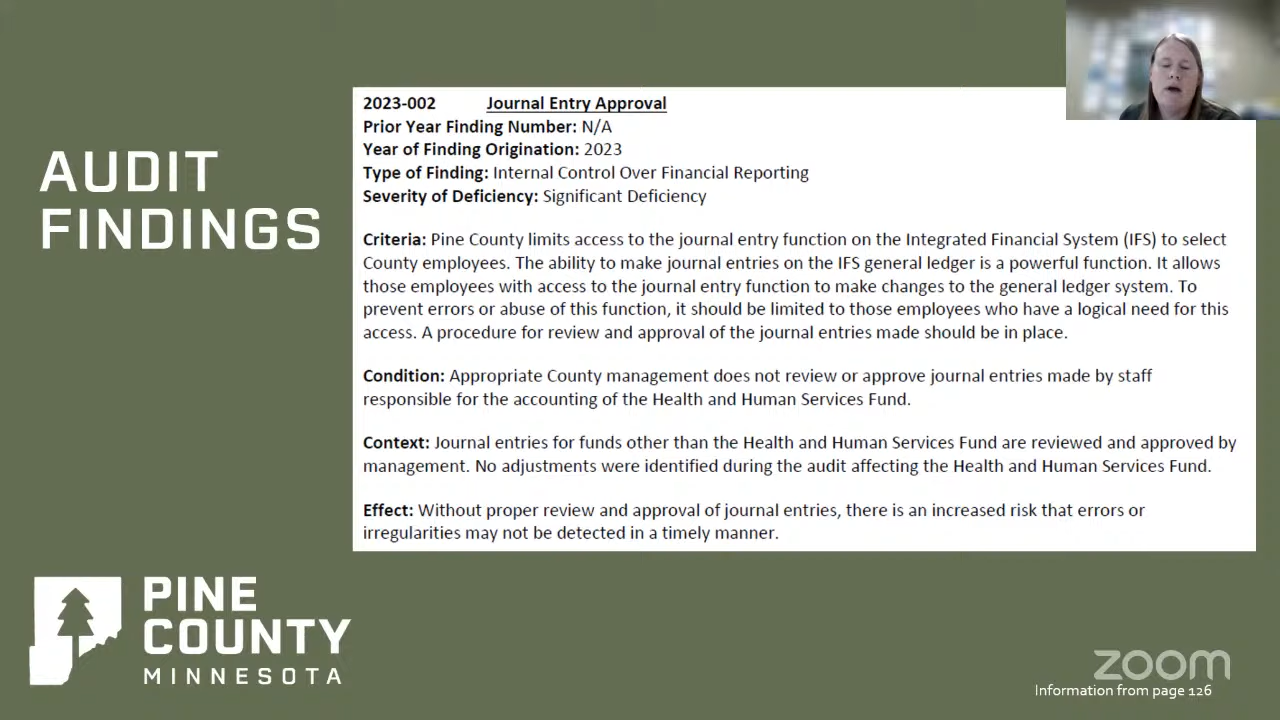 AUDIT
FINDINGS
2023-002 Journal Entry Approval
Prior Year Finding Number: N/A
Year of Finding Origination: 2023
Type of Finding: Internal Control Over Financial Reporting
Severity of Deficiency: Significant Deficiency
Criteria: Pine County limits access to the journal entry function on the Integrated Financial System (IFS) to select
County employees. The ability to make journal entries on the IFS general ledger is a powerful function. It allows
those employees with access to the journal entry function to make changes to the general ledger system. To
prevent errors or abuse of this function, it should be limited to those employees who have a logical need for this
access. A procedure for review and approval of the journal entries made should be in place.
Condition: Appropriate County management does not review or approve journal entries made by staff
responsible for the accounting of the Health and Human Services Fund.
Context: Journal entries for funds other than the Health and Human Services Fund are reviewed and approved by
management. No adjustments were identified during the audit affecting the Health and Human Services Fund.
Effect: Without proper review and approval of journal entries, there is an increased risk that errors or
irregularities may not be detected in a timely manner.
PINE
COUNTY
MINNESOTA
zoom
Information from page 126